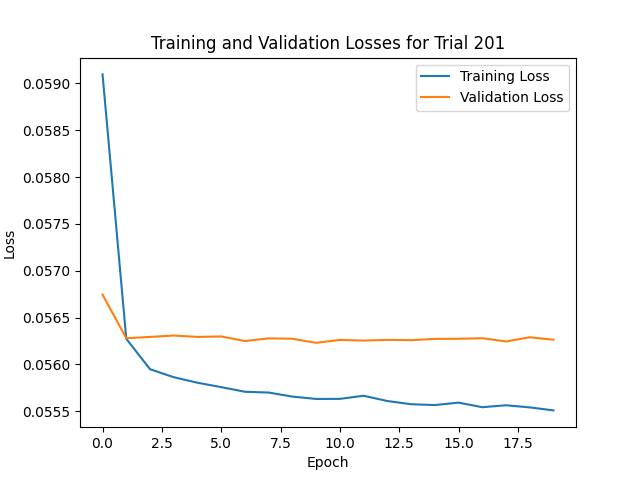 Training and Validation Losses for Trial 201
Training Loss
Validation Loss
0.0590
0.0585
0.0580
0.0575
0.0570
0.0565
0.0560
0.0555
Loss
0.0 2.5 5.0 7.5 10.0 12.5 15.0 17.5
Epoch